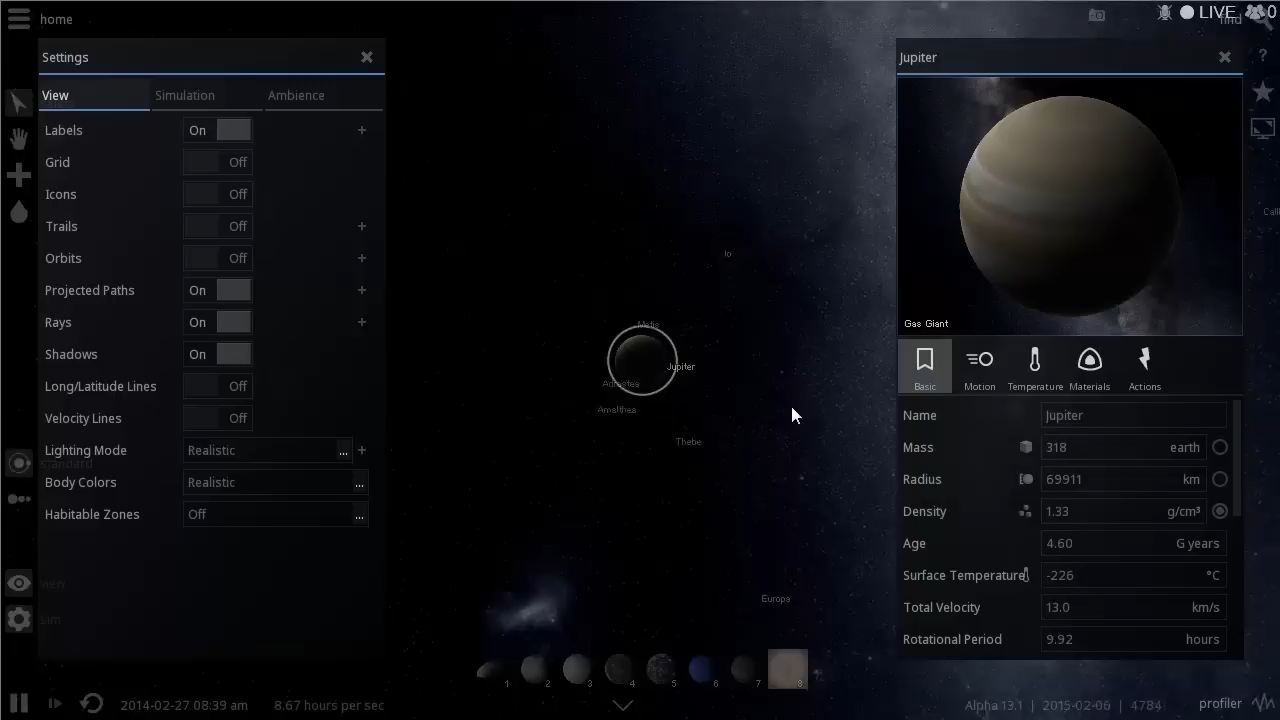 home
LIVE 0
find
Settings
View Simulation Ambience
Labels On +
Grid Off
Icons Off
Trails Off +
Orbits Off +
Projected Paths On +
Rays On +
Shadows On
Long/Latitude Lines Off
Velocity Lines Off
Lighting Mode Realistic ... +
standard
Body Colors Realistic ...
Habitable Zones Off ...
view
sim
Io
Metis
Jupiter
Adrastea
Amalthea
Thebe
Europa
1 2 3 4 5 6 7 8
Jupiter
?
Gas Giant
Basic Motion Temperature Materials Actions
Name Jupiter
Mass 318 earth
Radius 69911 km
Density 1.33 g/cm³
Age 4.60 G years
Surface Temperature -226 °C
Total Velocity 13.0 km/s
Rotational Period 9.92 hours
2014-02-27 08:39 am 8.67 hours per sec
Alpha 13.1 | 2015-02-06 | 4784 profiler